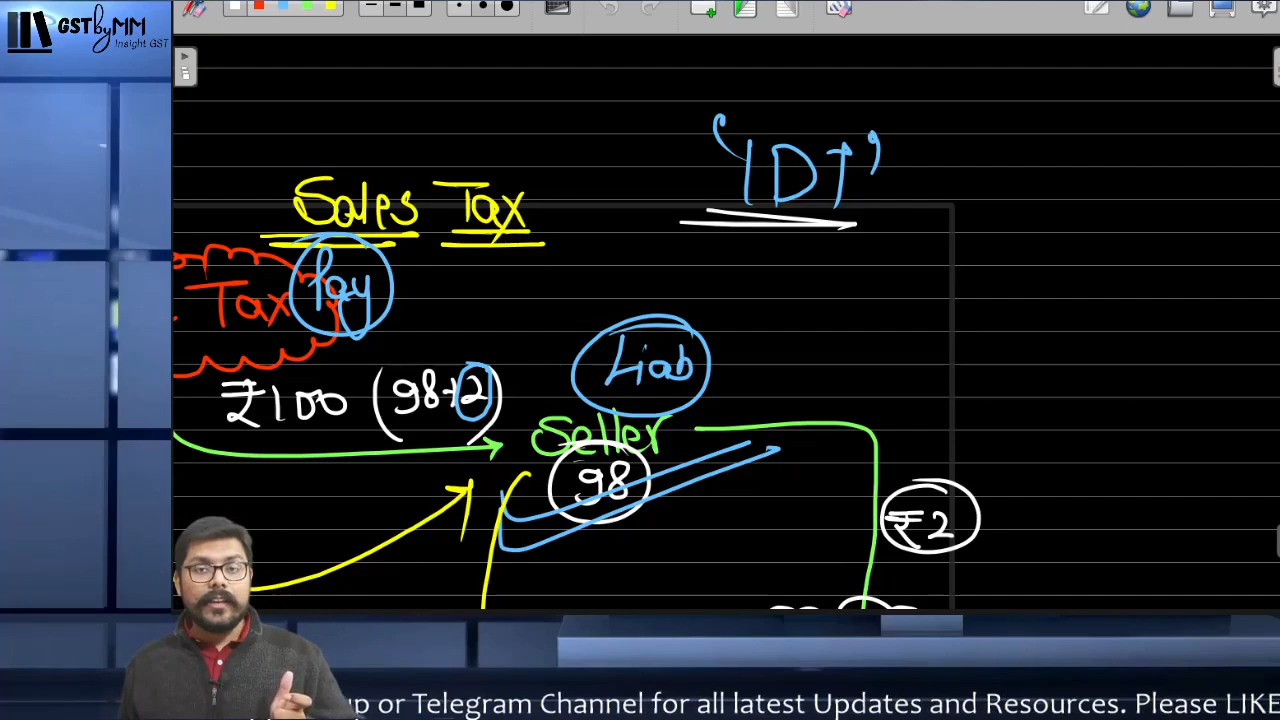 GSTbyMM
Insight GST
'IDT'
Sales Tax
Tax Pay
Liab
₹100 (98+2)
Seller
98
₹2
up or Telegram Channel for all latest Updates and Resources. Please LIKE